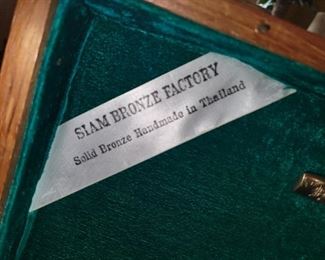 SIAM BRONZE FACTORY
Solid Bronze Handmade in Thailand